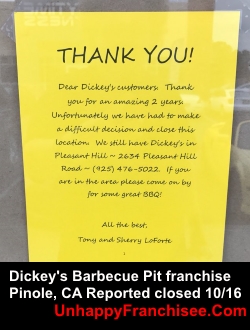 THANK YOU!
Dear Dickey's customers. Thank
you for an amazing 2 years.
Unfortunately we have had to make
a difficult decision and close this
location. We still have Dickey's in
Pleasant Hill ~ 2634 Pleasant Hill
Road ~ (925) 476-5022. If you
are in the area please come on by
for some great BBQ!
All the best,
Tony and Sherry LoForte
Dickey's Barbecue Pit franchise
Pinole, CA Reported closed 10/16
UnhappyFranchisee.Com